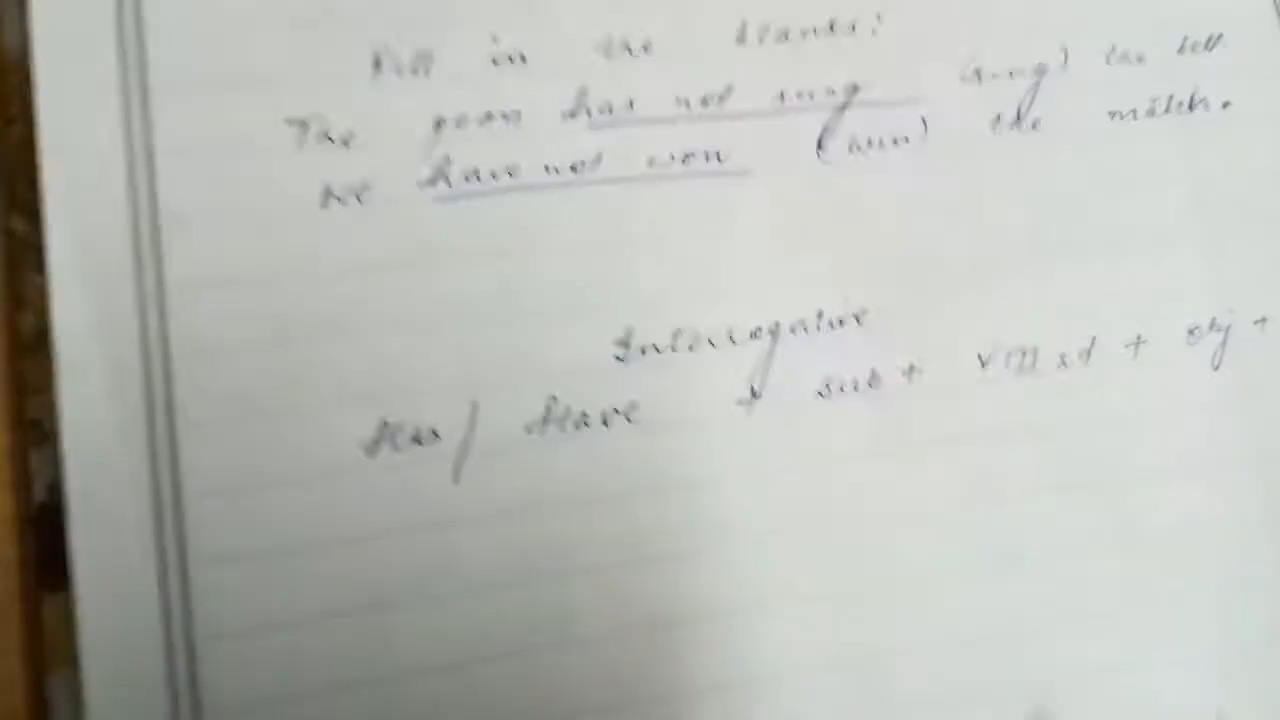 Fill in the blanks:
The peon has not rung (ring) the bell
We have not won (win) the match.
Interrogative
Has/ Have + sub + VIII rd + obj +